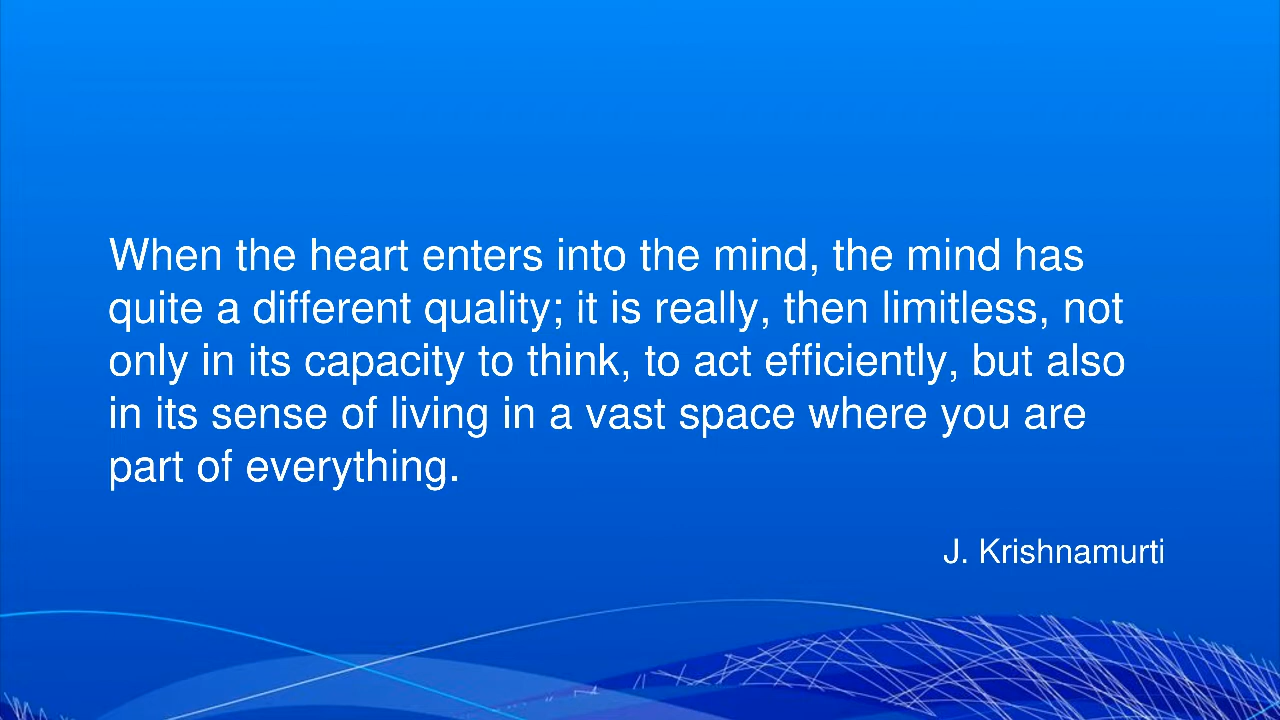 When the heart enters into the mind, the mind has
quite a different quality; it is really, then limitless, not
only in its capacity to think, to act efficiently, but also
in its sense of living in a vast space where you are
part of everything.
J. Krishnamurti